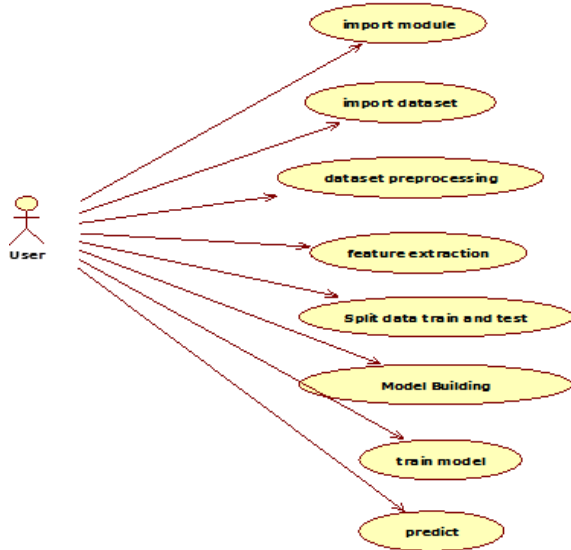 import module
import dataset
dataset preprocessing
User
feature extraction
Split data train and test
Model Building
train model
predict